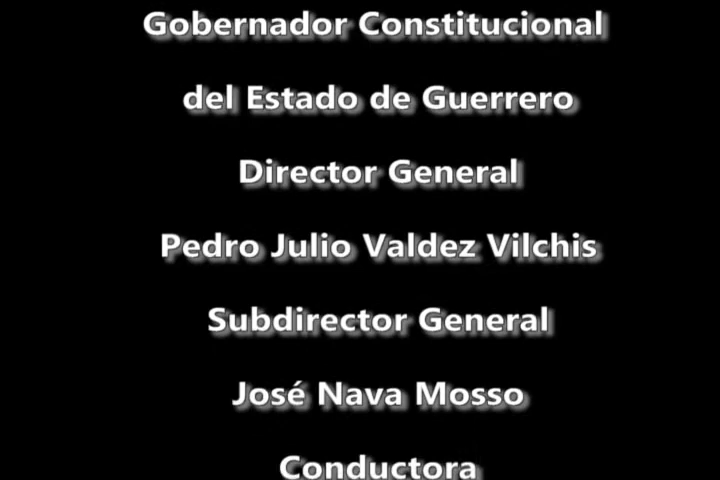 Gobernador Constitucional
del Estado de Guerrero
Director General
Pedro Julio Valdez Vilchis
Subdirector General
José Nava Mosso
Conductora